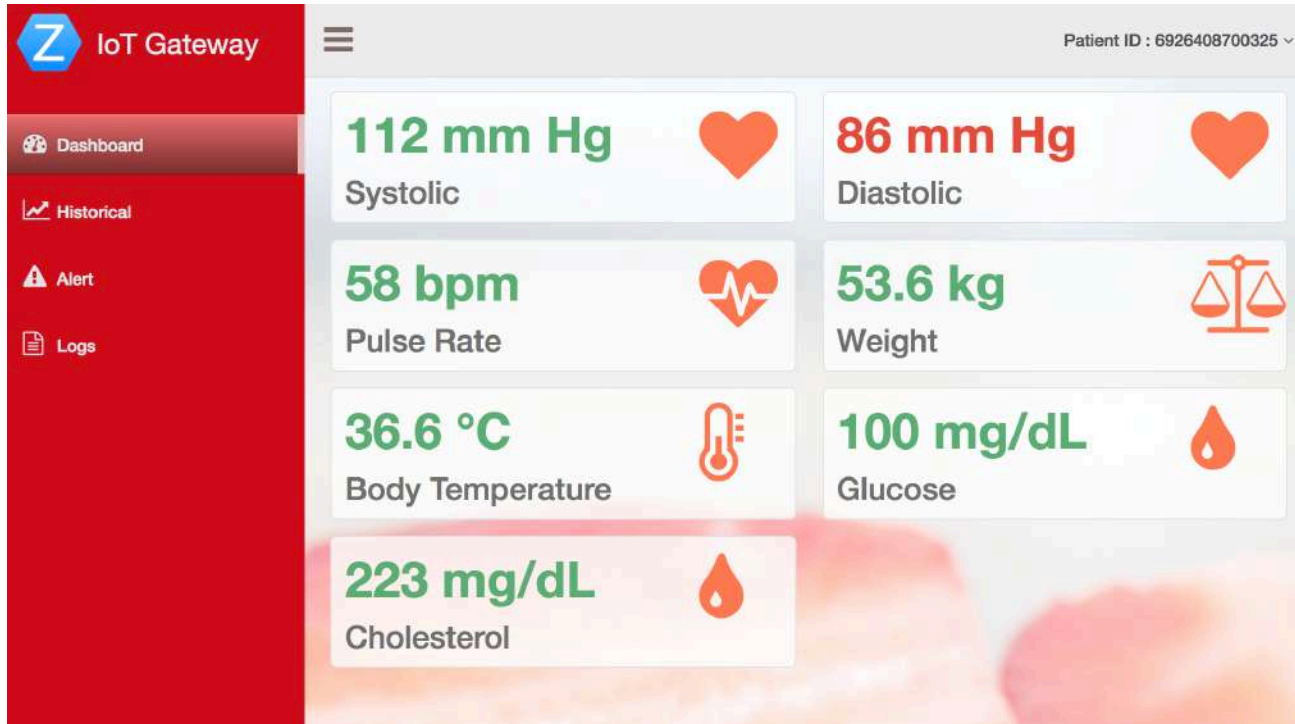 Z IoT Gateway
Patient ID : 6926408700325
Dashboard
Historical
Alert
Logs
112 mm Hg
Systolic
86 mm Hg
Diastolic
58 bpm
Pulse Rate
53.6 kg
Weight
36.6 °C
Body Temperature
100 mg/dL
Glucose
223 mg/dL
Cholesterol